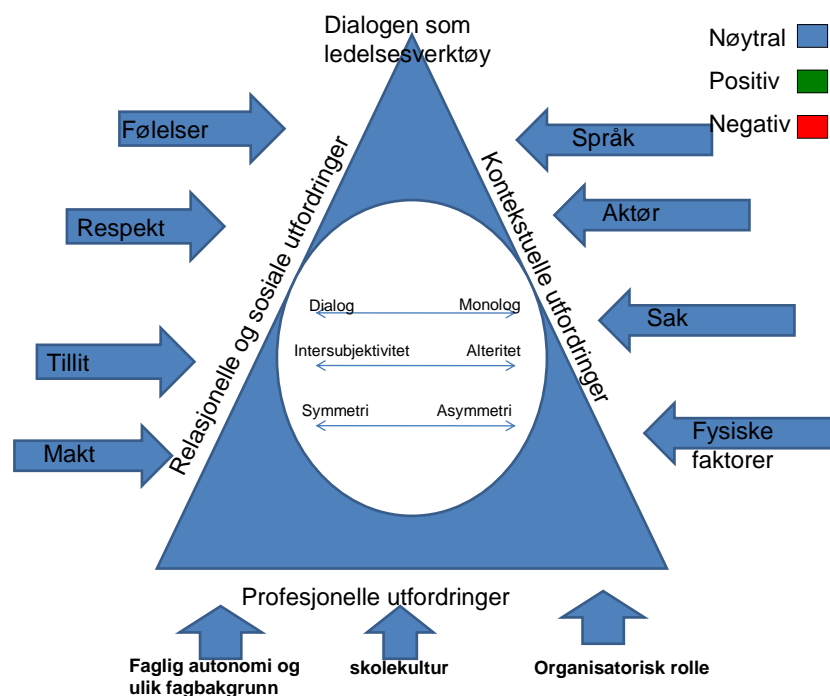 Dialogen som
ledelsesverktøy
Nøytral
Positiv
Negativ
Følelser
Respekt
Tillit
Makt
Relasjonelle og sosiale utfordringer
Kontekstuelle utfordringer
Språk
Aktør
Sak
Fysiske
faktorer
Dialog
Monolog
Intersubjektivitet
Alteritet
Symmetri
Asymmetri
Profesjonelle utfordringer
Faglig autonomi og
ulik fagbakgrunn
skolekultur
Organisatorisk rolle